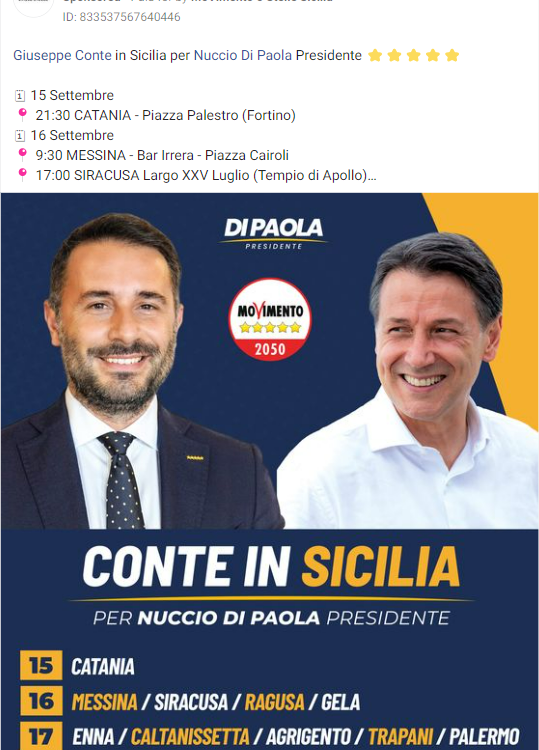 ID: 833537567640446
Giuseppe Conte in Sicilia per Nuccio Di Paola Presidente ⭐⭐⭐⭐⭐
15 Settembre
21:30 CATANIA - Piazza Palestro (Fortino)
16 Settembre
9:30 MESSINA - Bar Irrera - Piazza Cairoli
17:00 SIRACUSA Largo XXV Luglio (Tempio di Apollo)...
DI PAOLA
PRESIDENTE
MOVIMENTO
2050
CONTE IN SICILIA
PER NUCCIO DI PAOLA PRESIDENTE
15 CATANIA
16 MESSINA / SIRACUSA / RAGUSA / GELA
17 ENNA / CALTANISSETTA / AGRIGENTO / TRAPANI / PALERMO